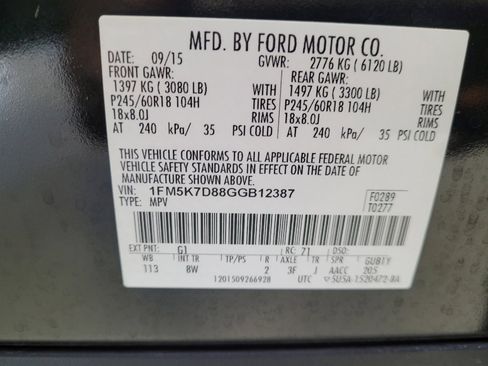 MFD. BY FORD MOTOR CO.
DATE: 09/15 GVWR: 2776 KG ( 6120 LB)
FRONT GAWR: REAR GAWR:
1397 KG ( 3080 LB) 1497 KG ( 3300 LB)
P245/60R18 104H TIRES P245/60R18 104H TIRES
18x8.0J RIMS 18x8.0J RIMS
AT 240 kPa/ 35 PSI COLD AT 240 kPa/ 35 PSI COLD
THIS VEHICLE CONFORMS TO ALL APPLICABLE FEDERAL MOTOR
VEHICLE SAFETY STANDARDS IN EFFECT ON THE DATE OF
MANUFACTURE SHOWN ABOVE.
VIN: 1FM5K7D88GGB12387 F0289
TYPE: MPV T0277
EXT PNT: G1 RC: 71 DSO:
WB INT TR TP/PS R AXLE TR SPR GUBIY
113 8W 2 3F J AACC 205
1201509266928 UTC 5U5A-1520472-BA